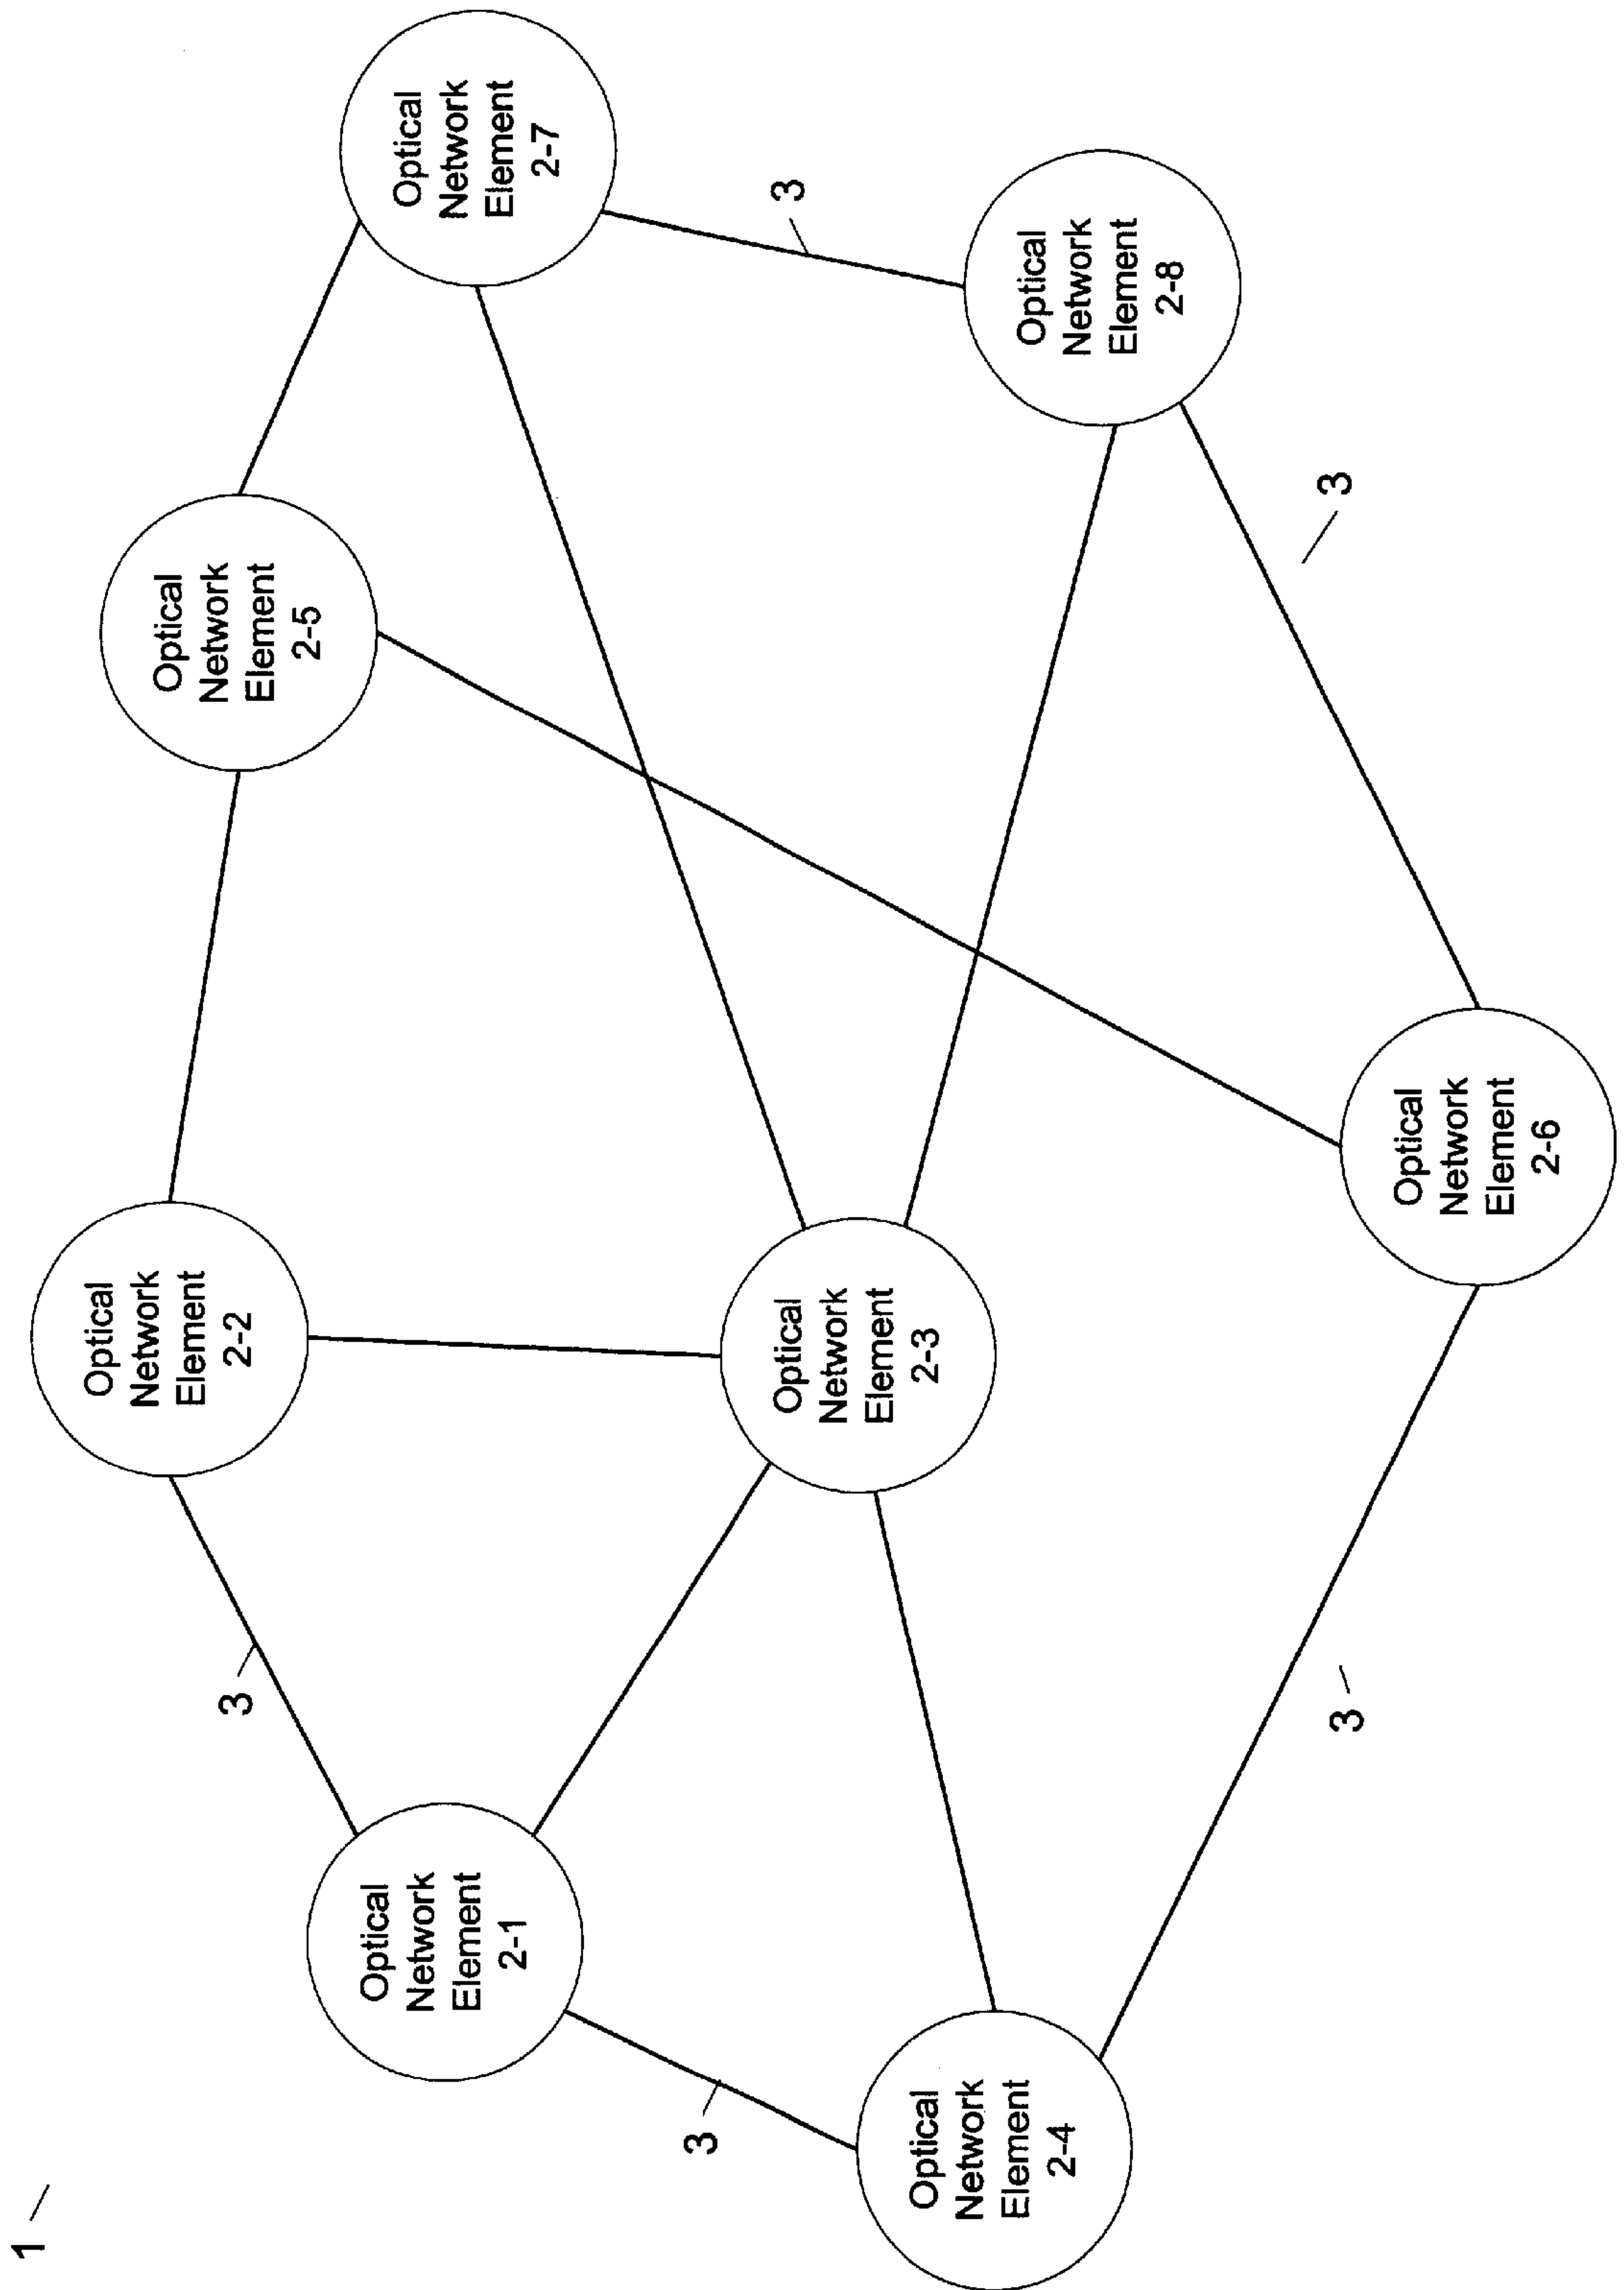 1
Optical
Network
Element
2-1
Optical
Network
Element
2-2
Optical
Network
Element
2-3
Optical
Network
Element
2-4
Optical
Network
Element
2-5
Optical
Network
Element
2-6
Optical
Network
Element
2-7
Optical
Network
Element
2-8
3
3
3
3
3